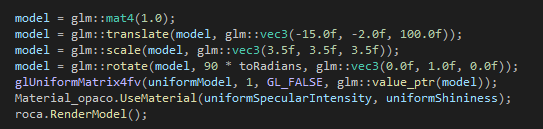 model = glm::mat4(1.0);
model = glm::translate(model, glm::vec3(-15.0f, -2.0f, 100.0f));
model = glm::scale(model, glm::vec3(3.5f, 3.5f, 3.5f));
model = glm::rotate(model, 90 * toRadians, glm::vec3(0.0f, 1.0f, 0.0f));
glUniformMatrix4fv(uniformModel, 1, GL_FALSE, glm::value_ptr(model));
Material_opaco.UseMaterial(uniformSpecularIntensity, uniformShininess);
roca.RenderModel();